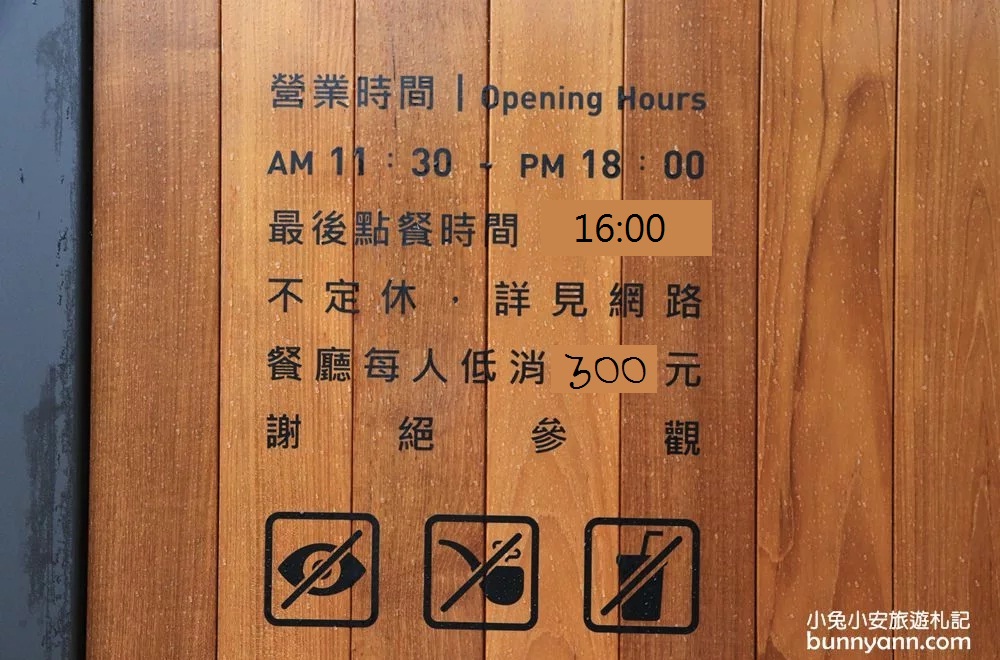 營業時間 | Opening Hours
AM 11 : 30 ~ PM 18 : 00
最後點餐時間 16:00
不定休，詳見網路
餐廳每人低消 300 元
謝絕參觀
小兔小安旅遊札記
bunnyann.com